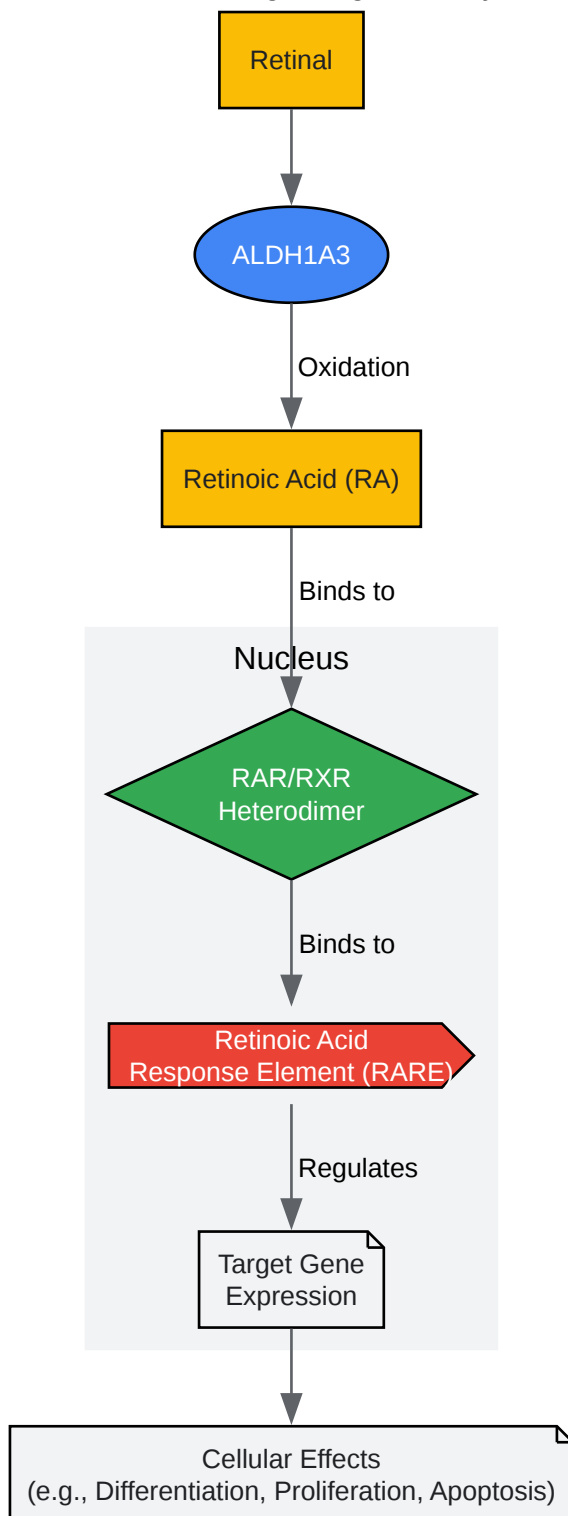 Retinal
ALDH1A3
Oxidation
Retinoic Acid (RA)
Binds to
Nucleus
RAR/RXR
Heterodimer
Binds to
Retinoic Acid
Response Element (RARE)
Regulates
Target Gene
Expression
Cellular Effects
(e.g., Differentiation, Proliferation, Apoptosis)